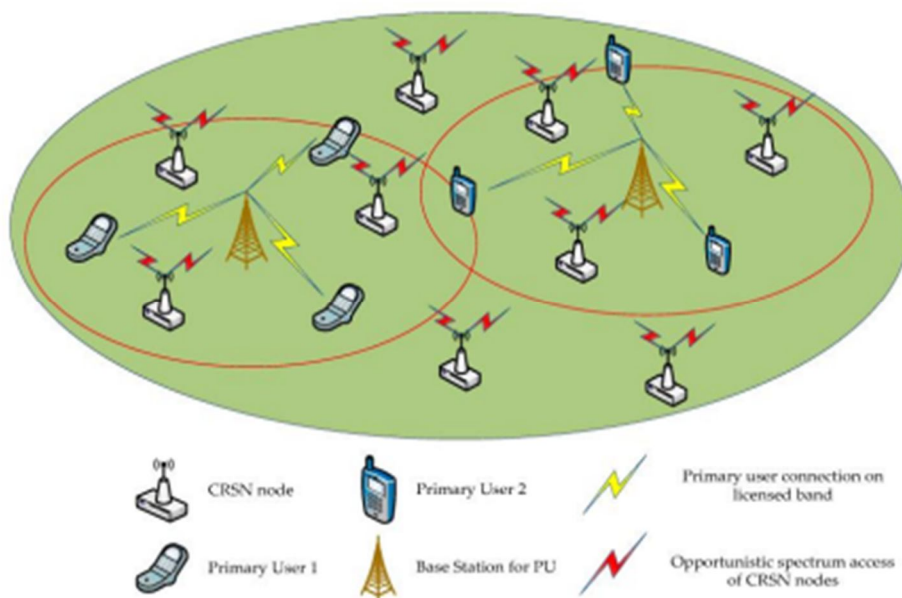 CRSN node
Primary User 2
Primary user connection on
licensed band
Primary User 1
Base Station for PU
Opportunistic spectrum access
of CRSN nodes